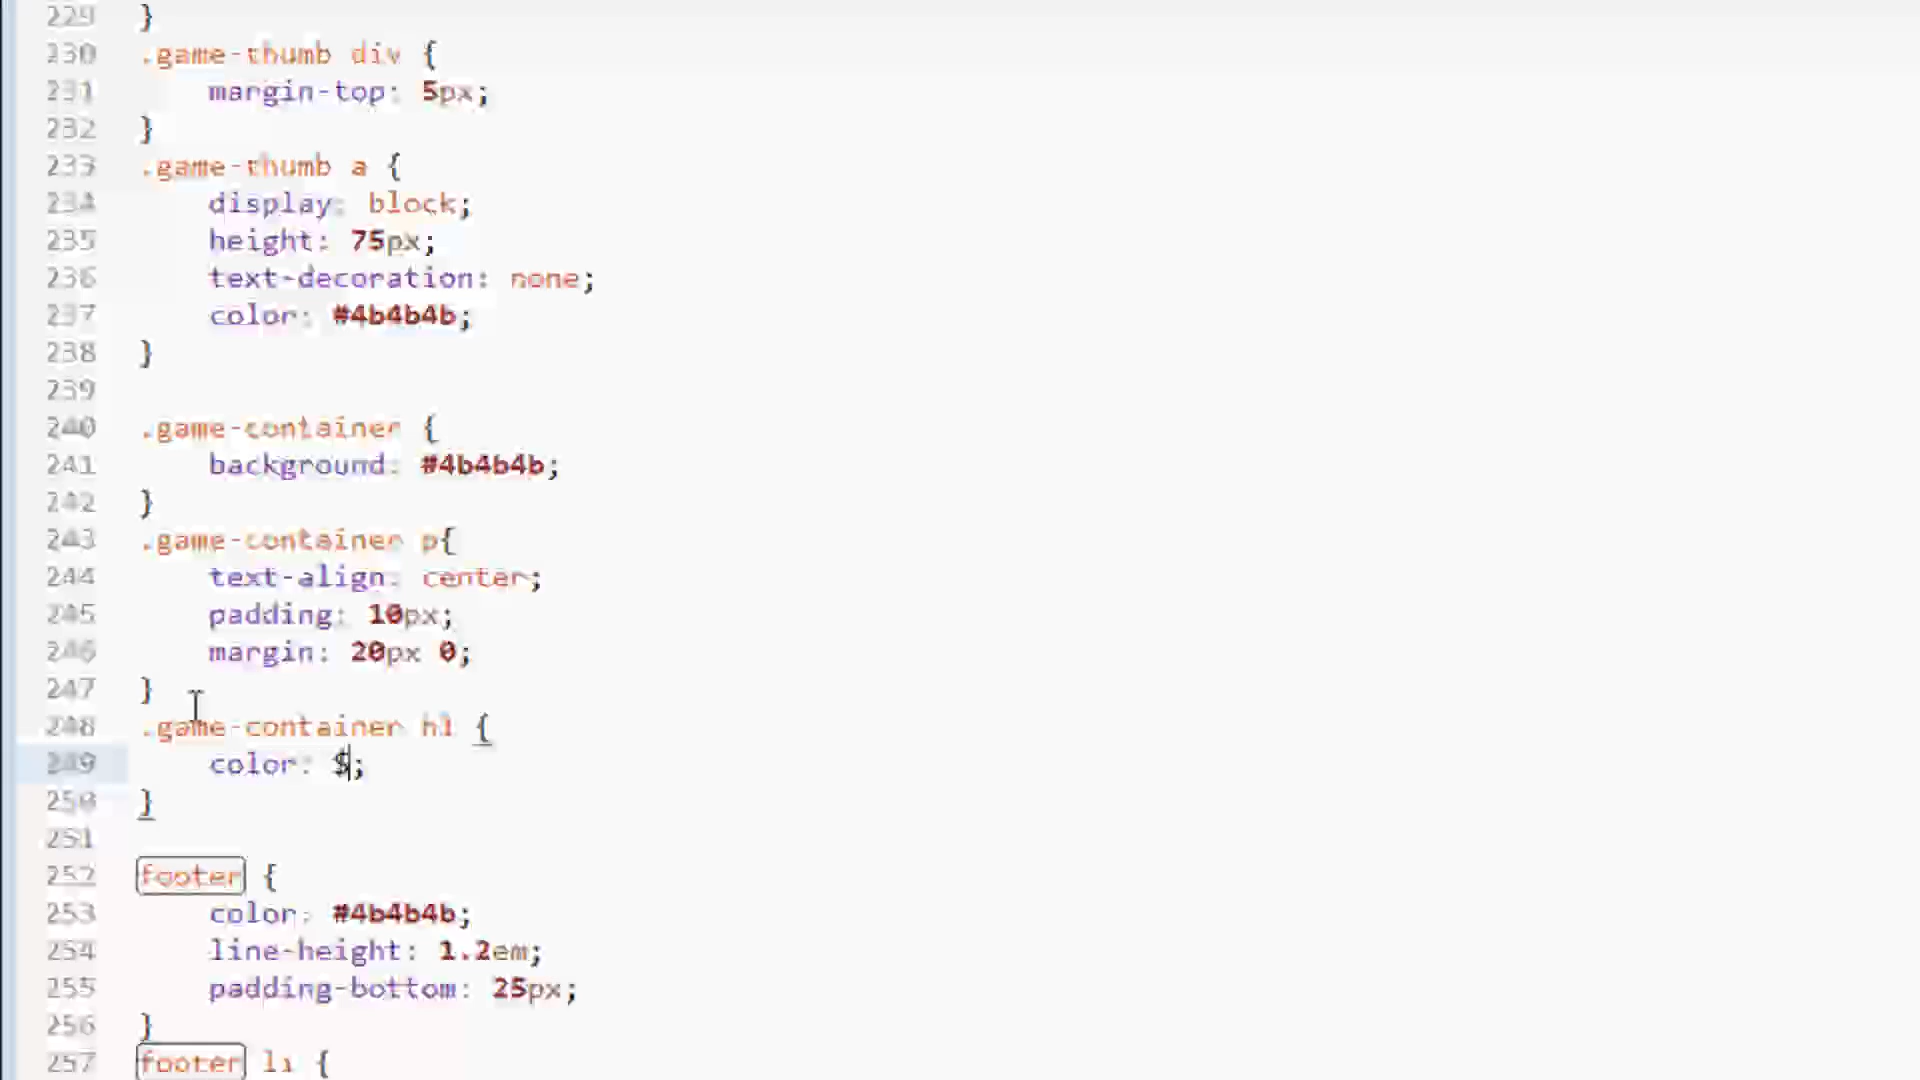 229 }
230 .game-thumb div {
231 margin-top: 5px;
232 }
233 .game-thumb a {
234 display: block;
235 height: 75px;
236 text-decoration: none;
237 color: #4b4b4b;
238 }
239
240 .game-container {
241 background: #4b4b4b;
242 }
243 .game-container p{
244 text-align: center;
245 padding: 10px;
246 margin: 20px 0;
247 }
248 .game-container h1 {
249 color: $;
250 }
251
252 footer {
253 color: #4b4b4b;
254 line-height: 1.2em;
255 padding-bottom: 25px;
256 }
257 footer li {